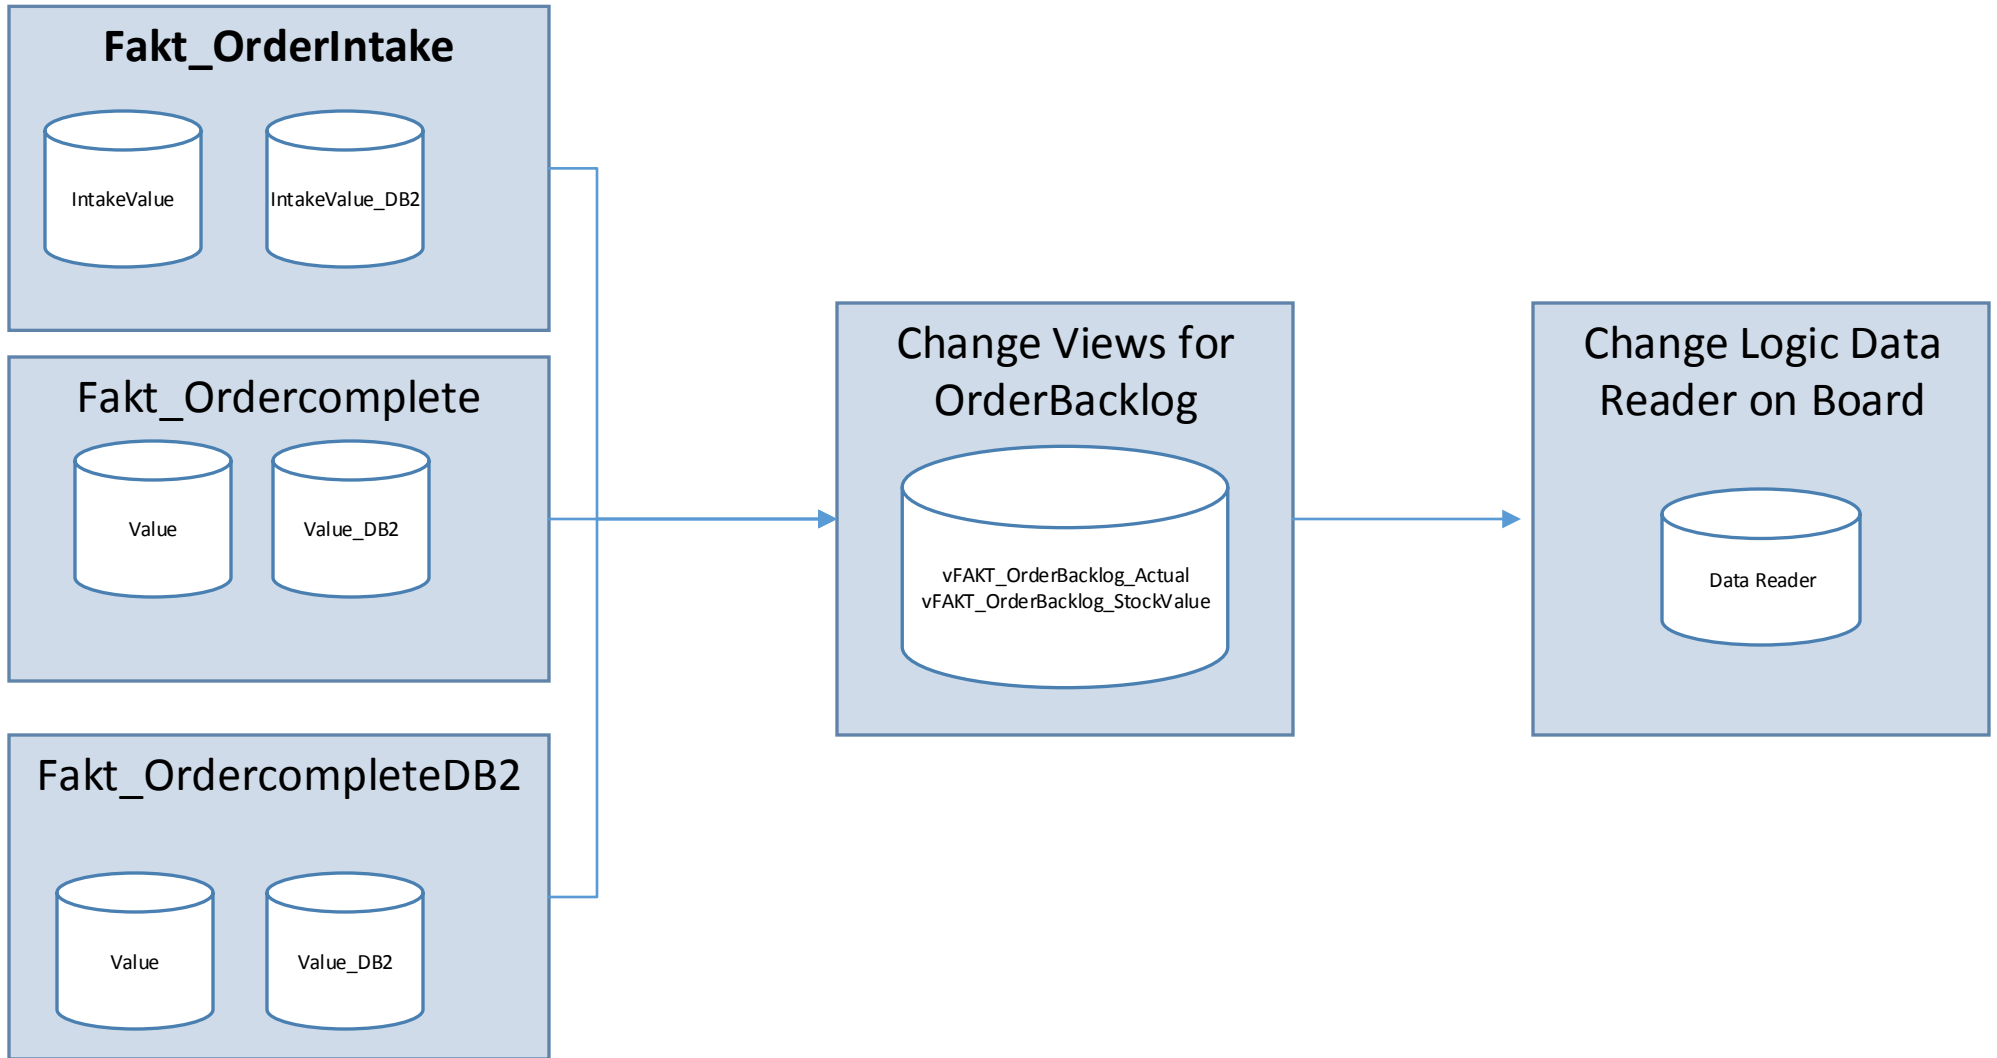 Fakt_OrderIntake
IntakeValue
IntakeValue_DB2
Fakt_Ordercomplete
Value
Value_DB2
Fakt_OrdercompleteDB2
Value
Value_DB2
Change Views for
OrderBacklog
vFAKT_OrderBacklog_Actual
vFAKT_OrderBacklog_StockValue
Change Logic Data
Reader on Board
Data Reader